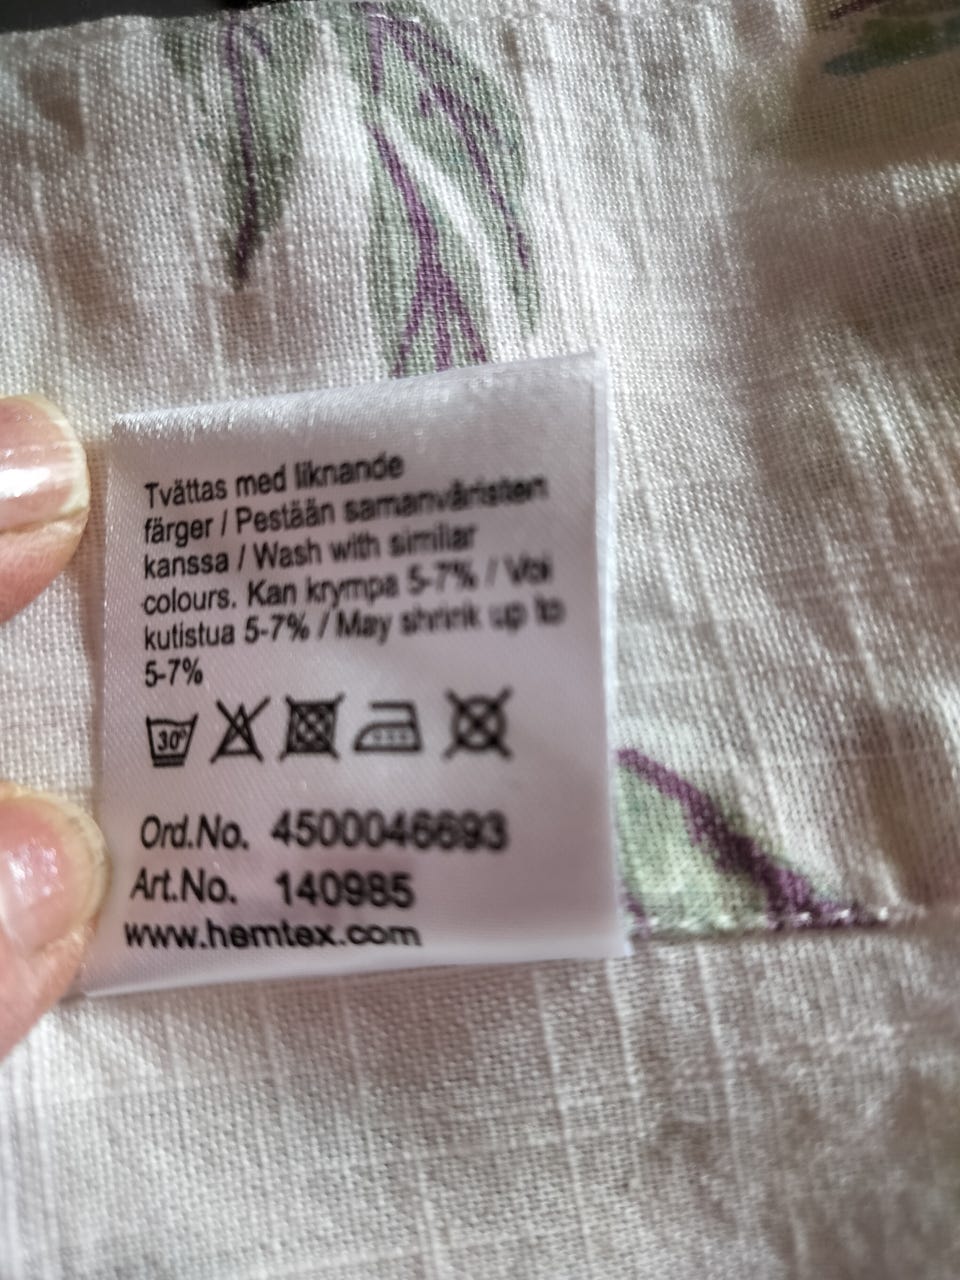 Tvättas med liknande
färger / Pestään samanväristen
kanssa / Wash with similar
colours. Kan krympa 5-7% / Voi
kutistua 5-7% / May shrink up to
5-7%
30°
Ord.No. 4500046693
Art.No. 140985
www.hemtex.com